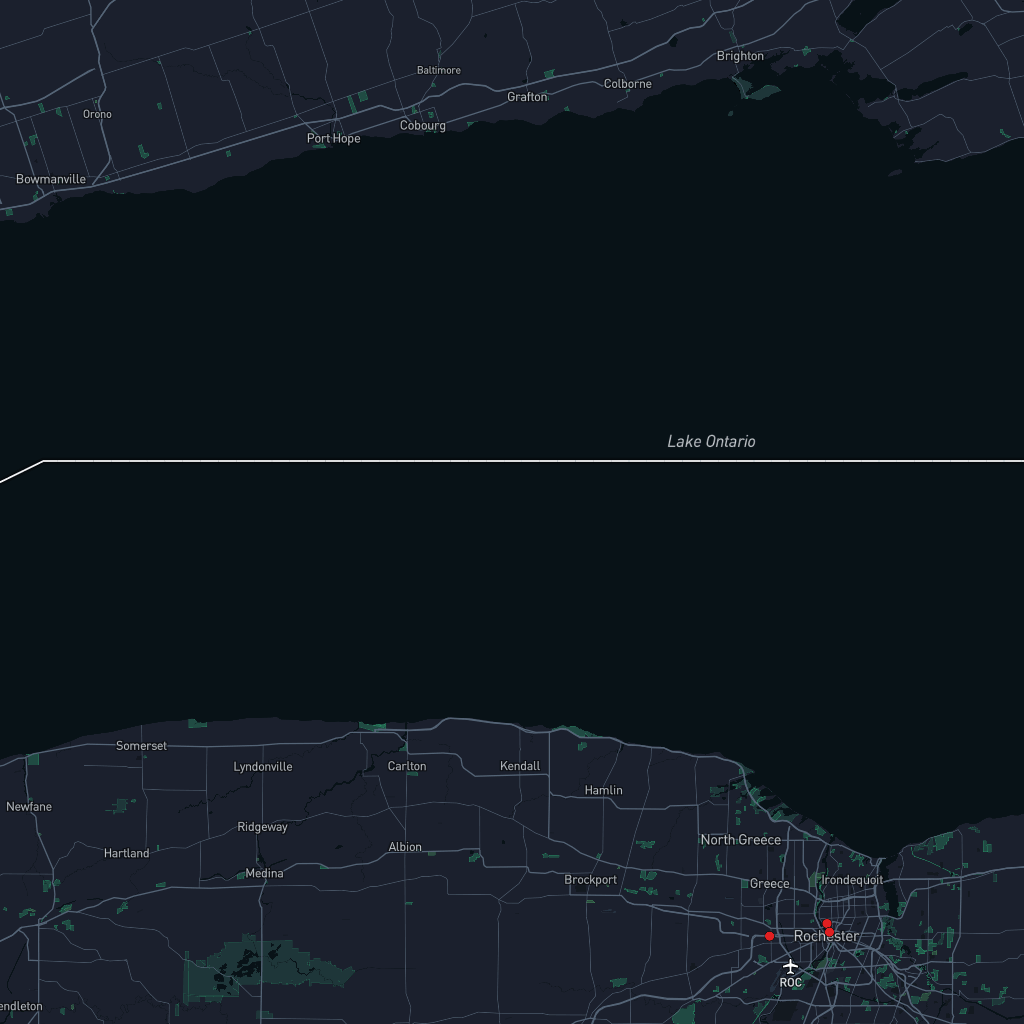 Brighton
Baltimore
Colborne
Grafton
Orono
Cobourg
Port Hope
Bowmanville
Lake Ontario
Somerset
Lyndonville
Carlton
Kendall
Hamlin
Newfane
Ridgeway
North Greece
Albion
Hartland
Medina
Brockport
Greece
Irondequoit
Rochester
ROC
endleton